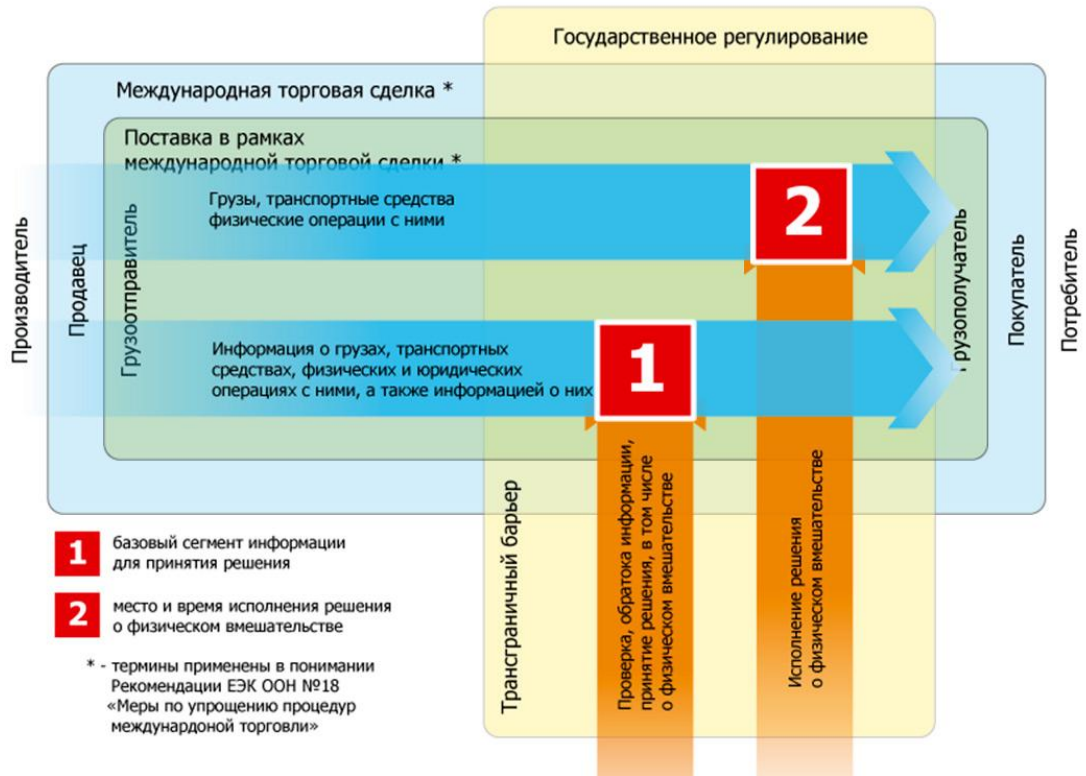 Государственное регулирование
Международная торговая сделка *
Поставка в рамках
международной торговой сделки *
Грузы, транспортные средства
физические операции с ними
2
Производитель
Продавец
Грузоотправитель
Грузополучатель
Покупатель
Потребитель
Информация о грузах, транспортных
средствах, физических и юридических
операциях с ними, а также информацией о них
1
Трансграничный барьер
Проверка, обратока информации,
принятие решения, в том числе
о физическом вмешательстве
Исполнение решения
о физическом вмешательстве
1
базовый сегмент информации
для принятия решения
2
место и время исполнения решения
о физическом вмешательстве
* - термины применены в понимании
Рекомендации ЕЭК ООН №18
«Меры по упрощению процедур
междунардоной торговли»